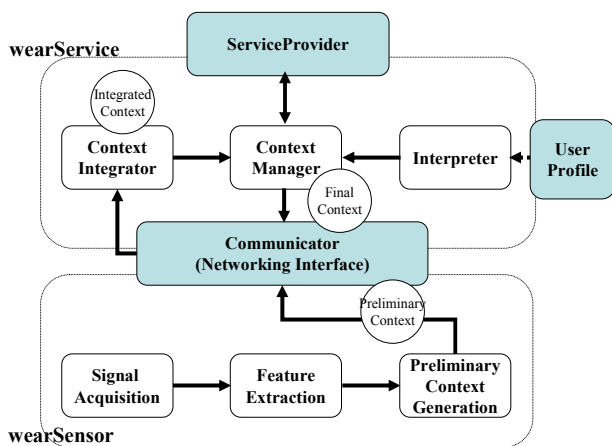 wearService
ServiceProvider
Integrated
Context
Context
Integrator
Context
Manager
Interpreter
User
Profile
Final
Context
Communicator
(Networking Interface)
Preliminary
Context
Signal
Acquisition
Feature
Extraction
Preliminary
Context
Generation
wearSensor